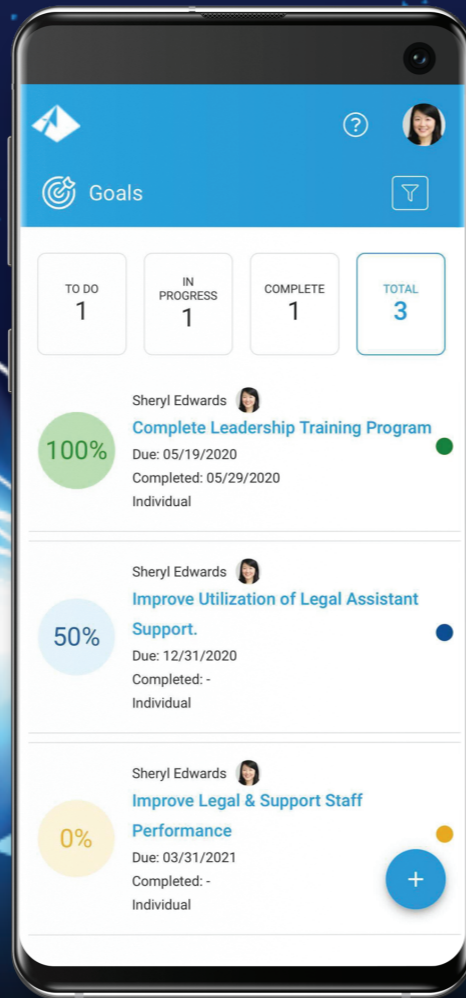 Goals
TO DO
1
IN
PROGRESS
1
COMPLETE
1
TOTAL
3
100%
Sheryl Edwards
Complete Leadership Training Program
Due: 05/19/2020
Completed: 05/29/2020
Individual
50%
Sheryl Edwards
Improve Utilization of Legal Assistant
Support.
Due: 12/31/2020
Completed: -
Individual
0%
Sheryl Edwards
Improve Legal & Support Staff
Performance
Due: 03/31/2021
Completed: -
Individual
+